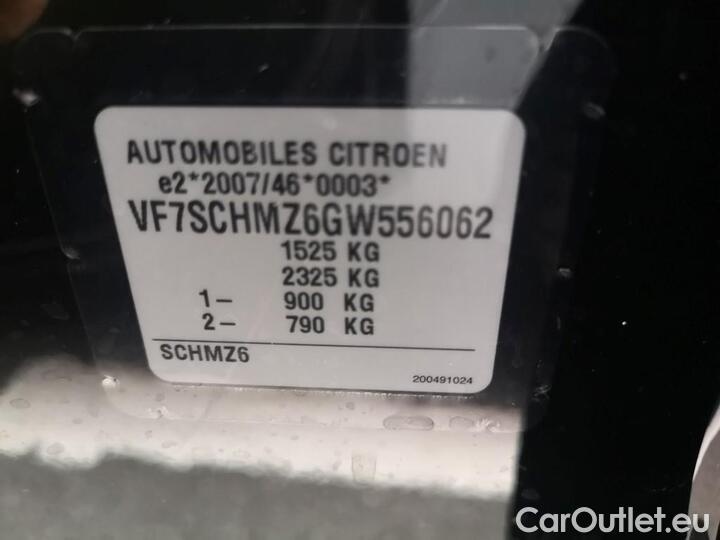 AUTOMOBILES CITROEN
e2*2007/46*0003*
VF7SCHMZ6GW556062
1525 KG
2325 KG
1- 900 KG
2- 790 KG
SCHMZ6
200491024
CarOutlet.eu